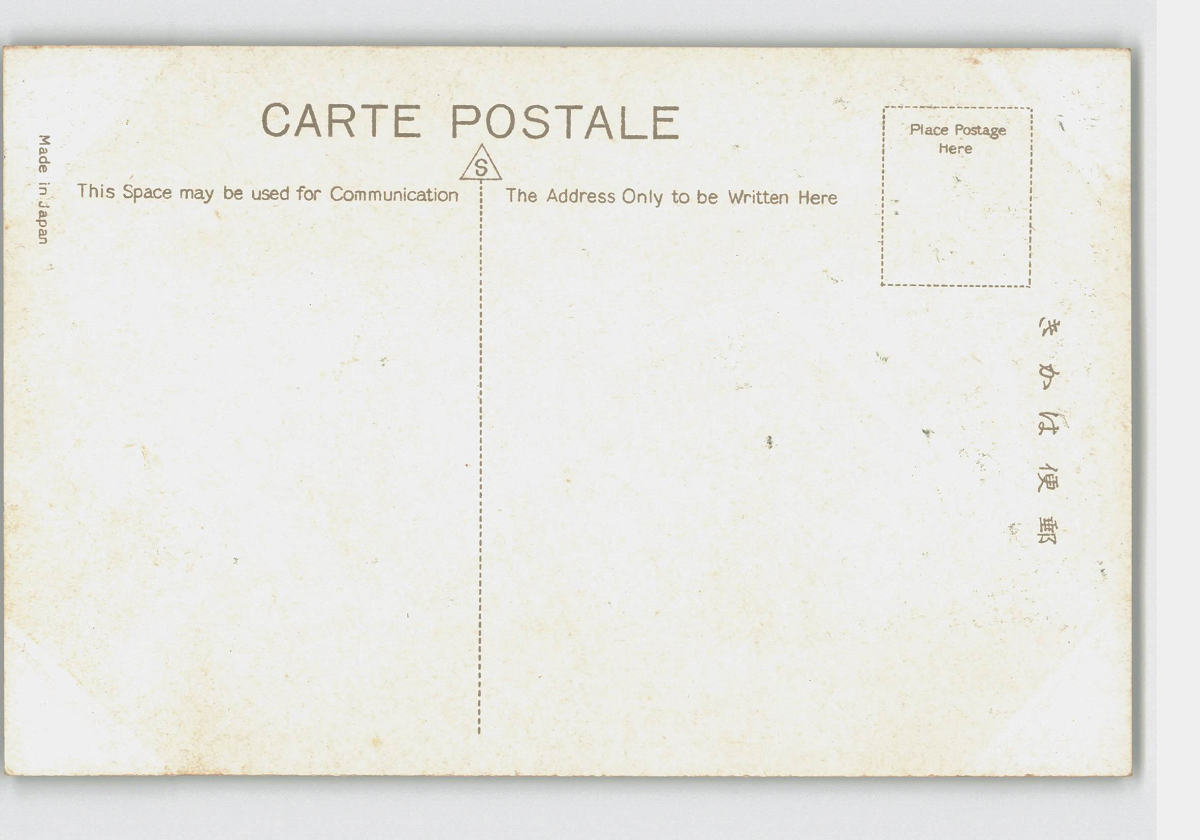 CARTE POSTALE
S
This Space may be used for Communication
The Address Only to be Written Here
Place Postage
Here
Made in Japan
きかは便郵